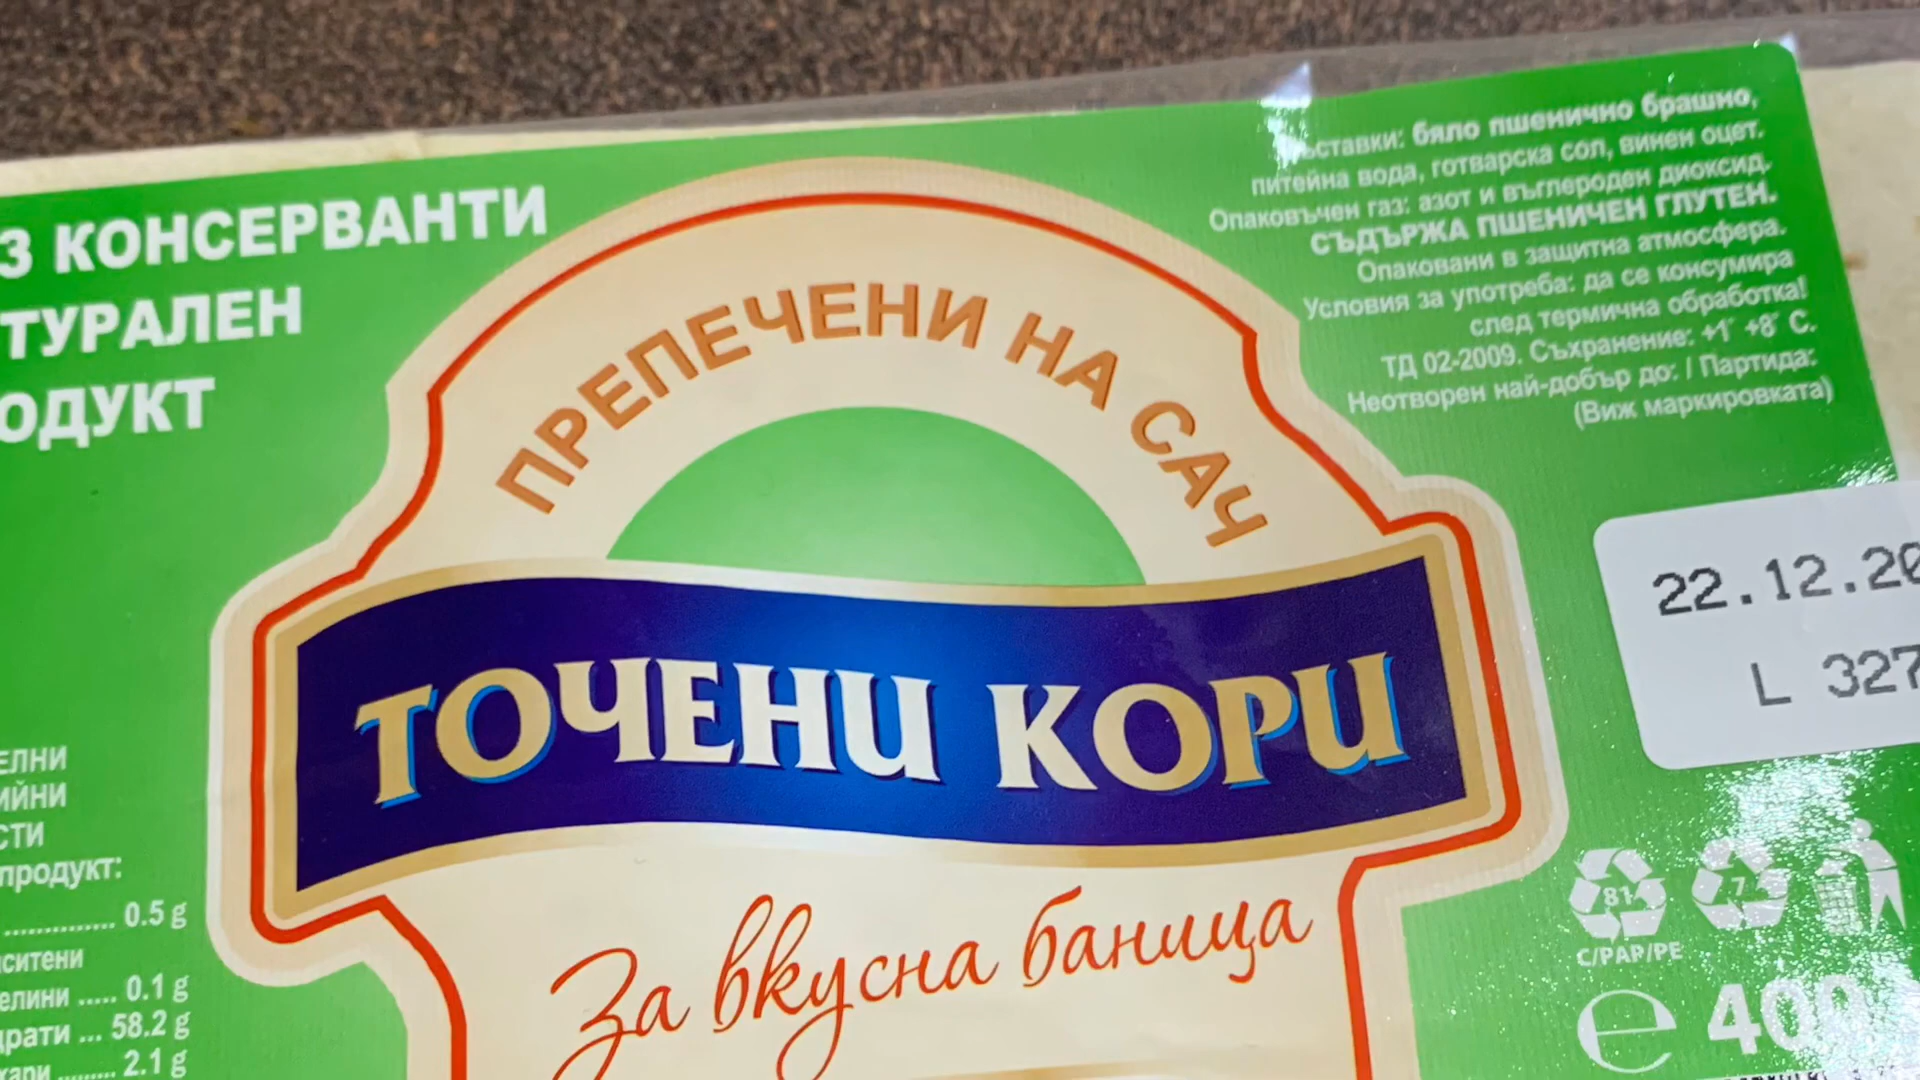 З КОНСЕРВАНТИ
ТУРАЛЕН
ОДУКТ
ПРЕПЕЧЕНИ НА САЧ
ТОЧЕНИ КОРИ
За вкусна баница
ставки: бяло пшенично брашно,
питейна вода, готварска сол, винен оцет.
Опаковъчен газ: азот и въглероден диоксид.
СЪДЪРЖА ПШЕНИЧЕН ГЛУТЕН.
Опаковани в защитна атмосфера.
Условия за употреба: да се консумира
след термична обработка!
ТД 02-2009. Съхранение: +1° +8° С.
Неотворен най-добър до: / Партида:
(Виж маркировката)
22.12.20
L 327
ЕЛНИ
ИЙНИ
СТИ
продукт:
.............. 0.5 g
ситени
елини ..... 0.1 g
драти ... 58.2 g
хари ......... 2.1 g
81
7
C/PAP/PE
e 400